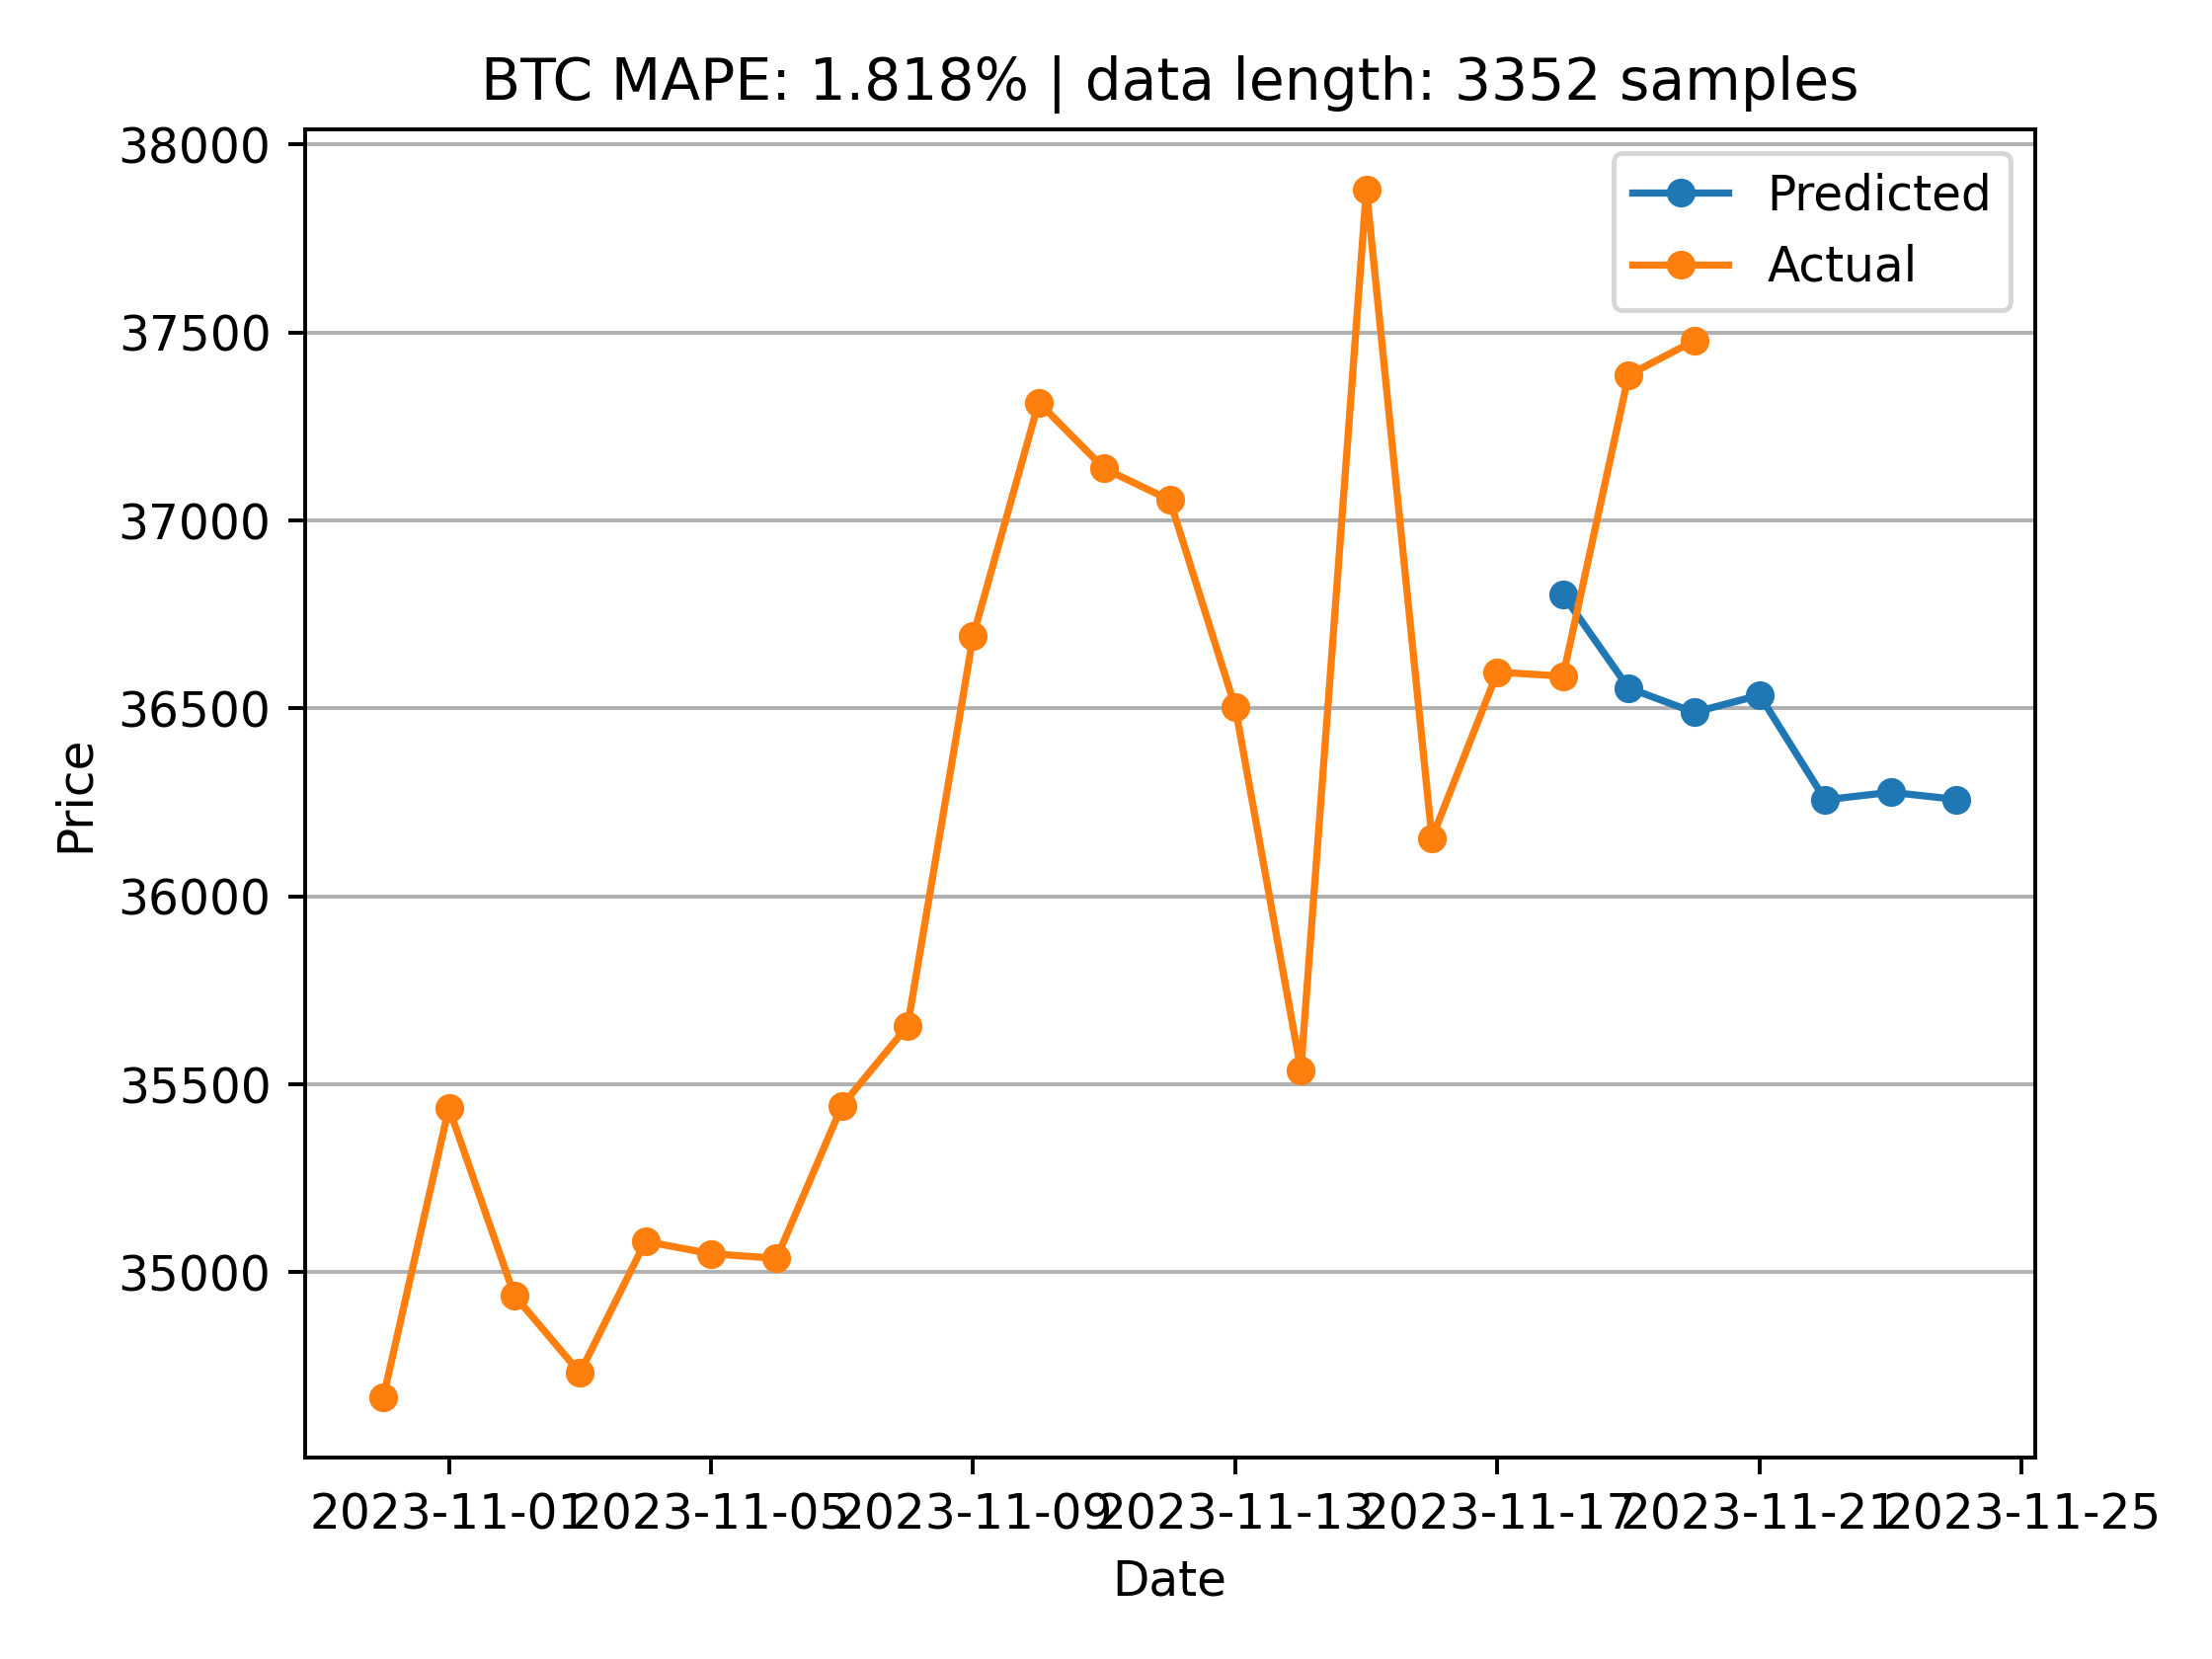 BTC MAPE: 1.818% | data length: 3352 samples
38000
37500
37000
36500
36000
35500
35000
Price
Predicted
Actual
2023-11-01
2023-11-05
2023-11-09
2023-11-13
2023-11-17
2023-11-21
2023-11-25
Date